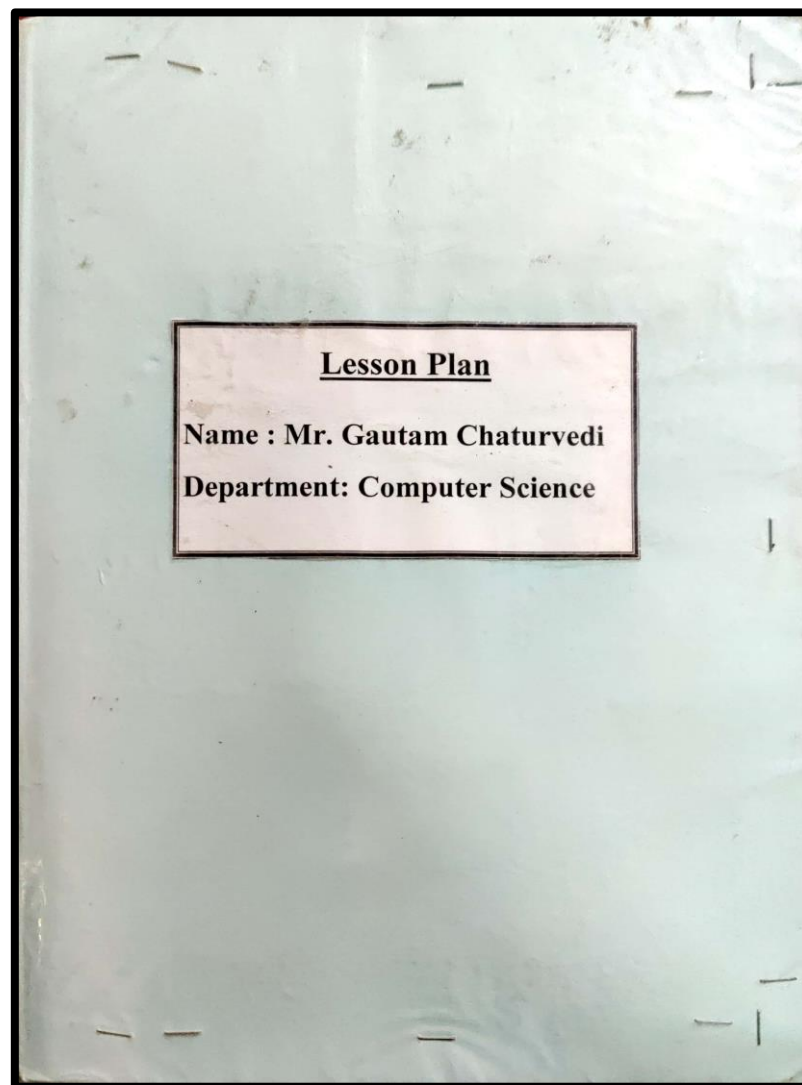 Lesson Plan
Name : Mr. Gautam Chaturvedi
Department: Computer Science